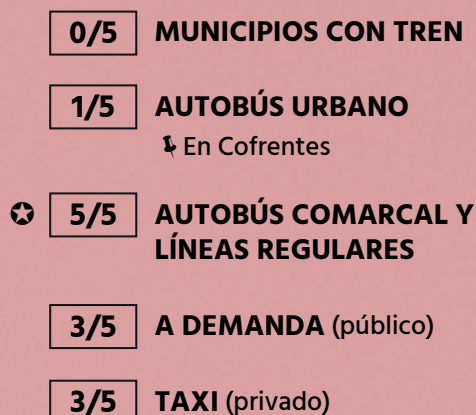 0/5 MUNICIPIOS CON TREN
1/5 AUTOBÚS URBANO
En Cofrentes
5/5 AUTOBÚS COMARCAL Y
LÍNEAS REGULARES
3/5 A DEMANDA (público)
3/5 TAXI (privado)